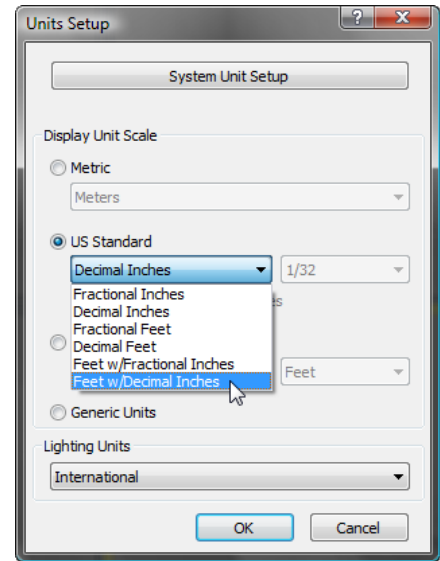 Units Setup
System Unit Setup
Display Unit Scale
Metric
Meters
US Standard
Decimal Inches 1/32
Fractional Inches
Decimal Inches
Fractional Feet
Decimal Feet
Feet w/Fractional Inches
Feet w/Decimal Inches
Feet
Generic Units
Lighting Units
International
OK Cancel